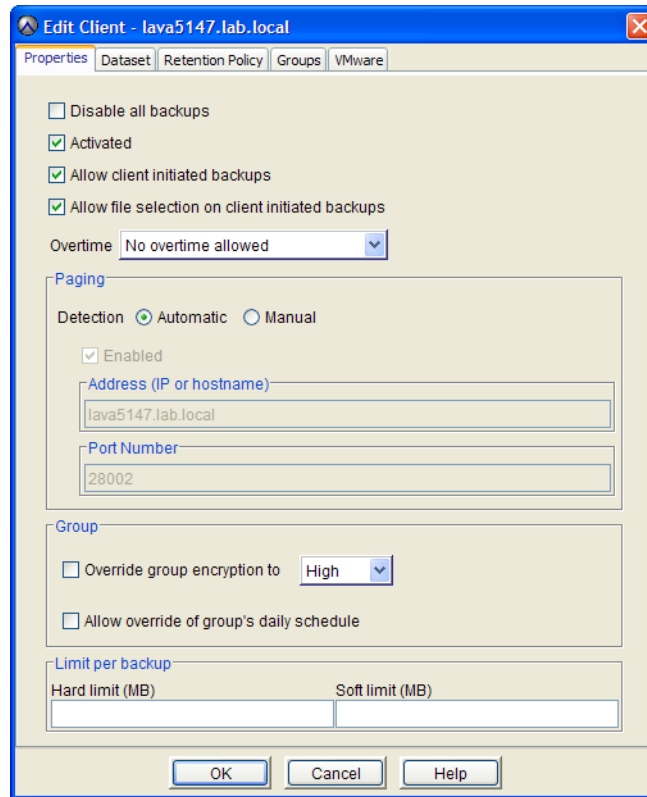 Edit Client - lava5147.lab.local
Properties Dataset Retention Policy Groups VMware
Disable all backups
Activated
Allow client initiated backups
Allow file selection on client initiated backups
Overtime No overtime allowed
Paging
Detection Automatic Manual
Enabled
Address (IP or hostname)
lava5147.lab.local
Port Number
28002
Group
Override group encryption to High
Allow override of group's daily schedule
Limit per backup
Hard limit (MB) Soft limit (MB)
OK Cancel Help